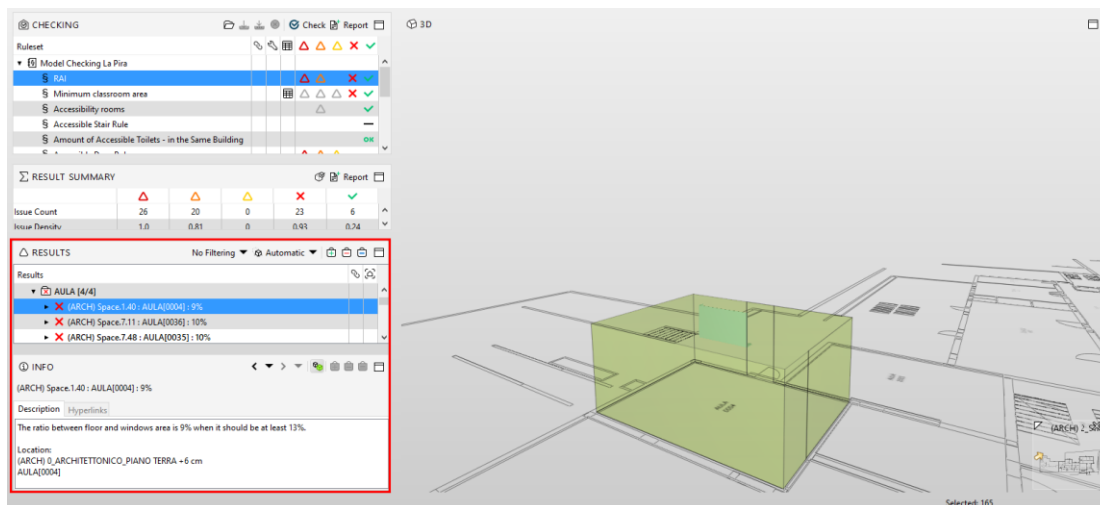 CHECKING
Check Report
Ruleset
Model Checking La Pira
§ RAI
§ Minimum classroom area
§ Accessibility rooms
§ Accessible Stair Rule
§ Amount of Accessible Toilets - in the Same Building
OK
RESULT SUMMARY
Report
Issue Count 26 20 0 23 6
Issue Density 1.0 0.81 0 0.93 0.24
RESULTS
No Filtering Automatic
Results
AULA [4/4]
(ARCH) Space.1.40 : AULA[0004] : 9%
(ARCH) Space.7.11 : AULA[0036] : 10%
(ARCH) Space.7.48 : AULA[0035] : 10%
INFO
(ARCH) Space.1.40 : AULA[0004] : 9%
Description Hyperlinks
The ratio between floor and windows area is 9% when it should be at least 13%.
Location:
(ARCH) 0_ARCHITETTONICO_PIANO TERRA +6 cm
AULA[0004]
3D
Selected: 165